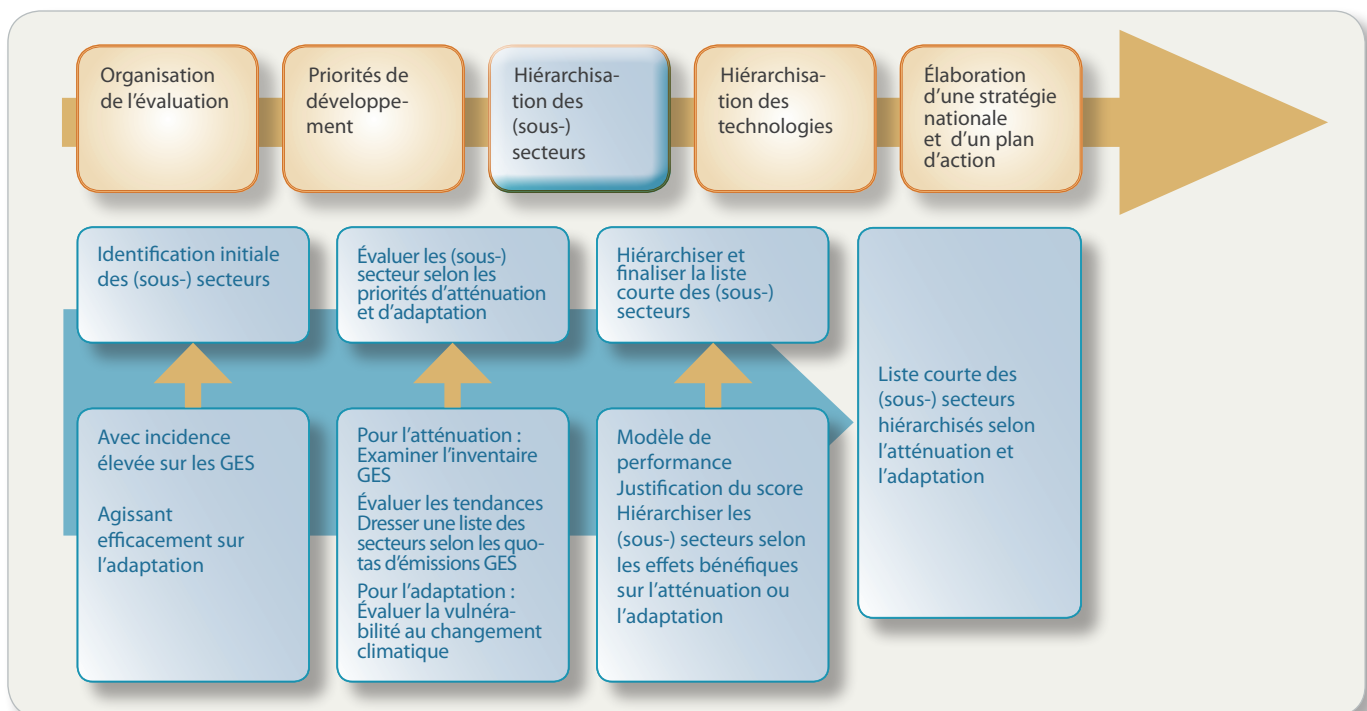 Organisation
de l'évaluation
Priorités de
développe-
ment
Hiérarchisa-
tion des
(sous-)
secteurs
Hiérarchisa-
tion des
technologies
Élaboration
d'une stratégie
nationale
et d'un plan
d'action
Identification initiale
des (sous-) secteurs
Évaluer les (sous-)
secteur selon les
priorités d'atténuation
et d'adaptation
Hiérarchiser et
finaliser la liste
courte des (sous-)
secteurs
Avec incidence
élevée sur les GES
Agissant
efficacement sur
l'adaptation
Pour l'atténuation :
Examiner l'inventaire
GES
Évaluer les tendances
Dresser une liste des
secteurs selon les quo-
tas d'émissions GES
Pour l'adaptation :
Évaluer la vulnéra-
bilité au changement
climatique
Modèle de
performance
Justification du score
Hiérarchiser les
(sous-) secteurs selon
les effets bénéfiques
sur l'atténuation ou
l'adaptation
Liste courte des
(sous-) secteurs
hiérarchisés selon
l'atténuation et
l'adaptation